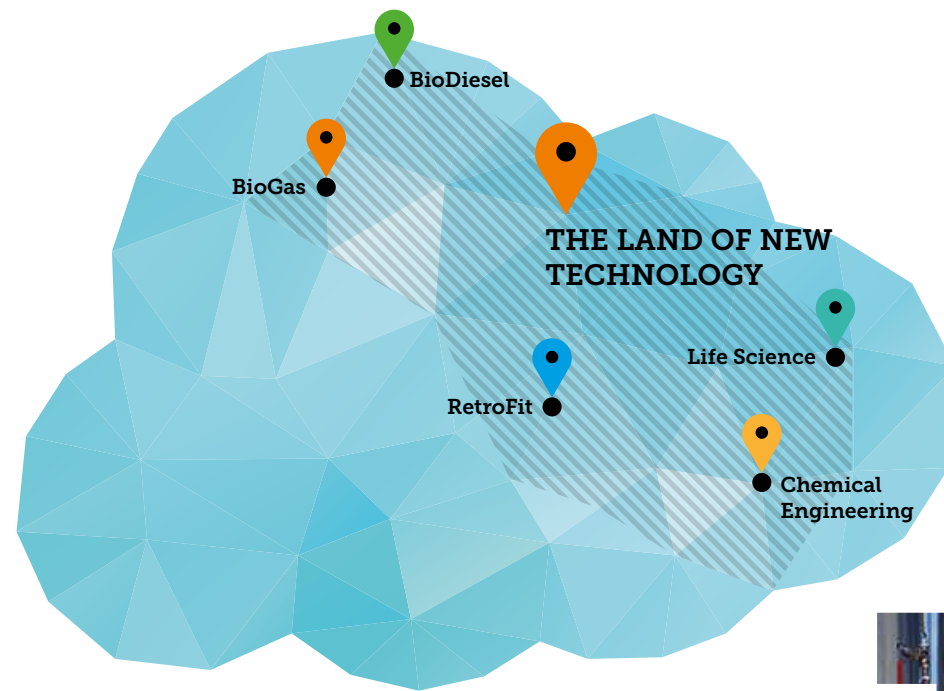 BioDiesel
BioGas
THE LAND OF NEW
TECHNOLOGY
Life Science
RetroFit
Chemical
Engineering